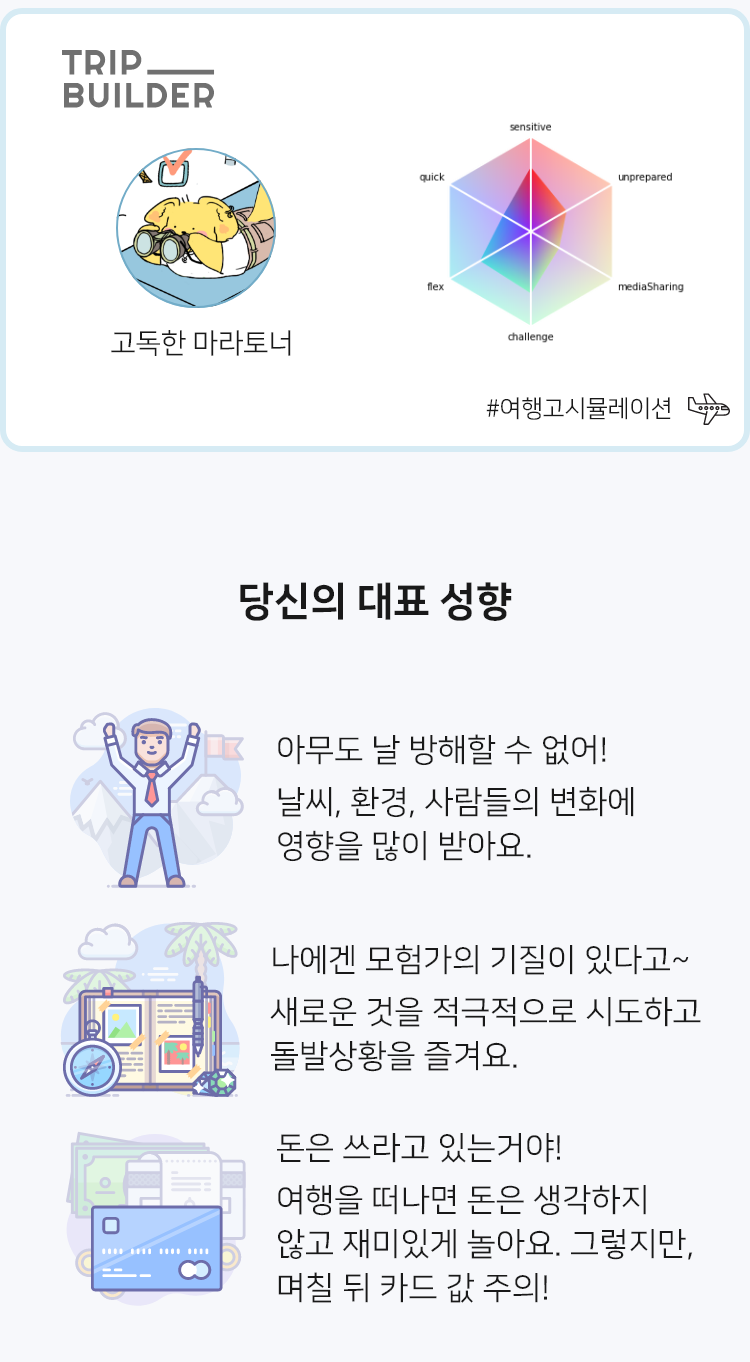 TRIP
BUILDER
sensitive
quick
unprepared
flex
mediaSharing
challenge
고독한 마라토너
#여행고시뮬레이션
당신의 대표 성향
아무도 날 방해할 수 없어!
날씨, 환경, 사람들의 변화에
영향을 많이 받아요.
나에겐 모험가의 기질이 있다고~
새로운 것을 적극적으로 시도하고
돌발상황을 즐겨요.
돈은 쓰라고 있는거야!
여행을 떠나면 돈은 생각하지
않고 재미있게 놀아요. 그렇지만,
며칠 뒤 카드 값 주의!